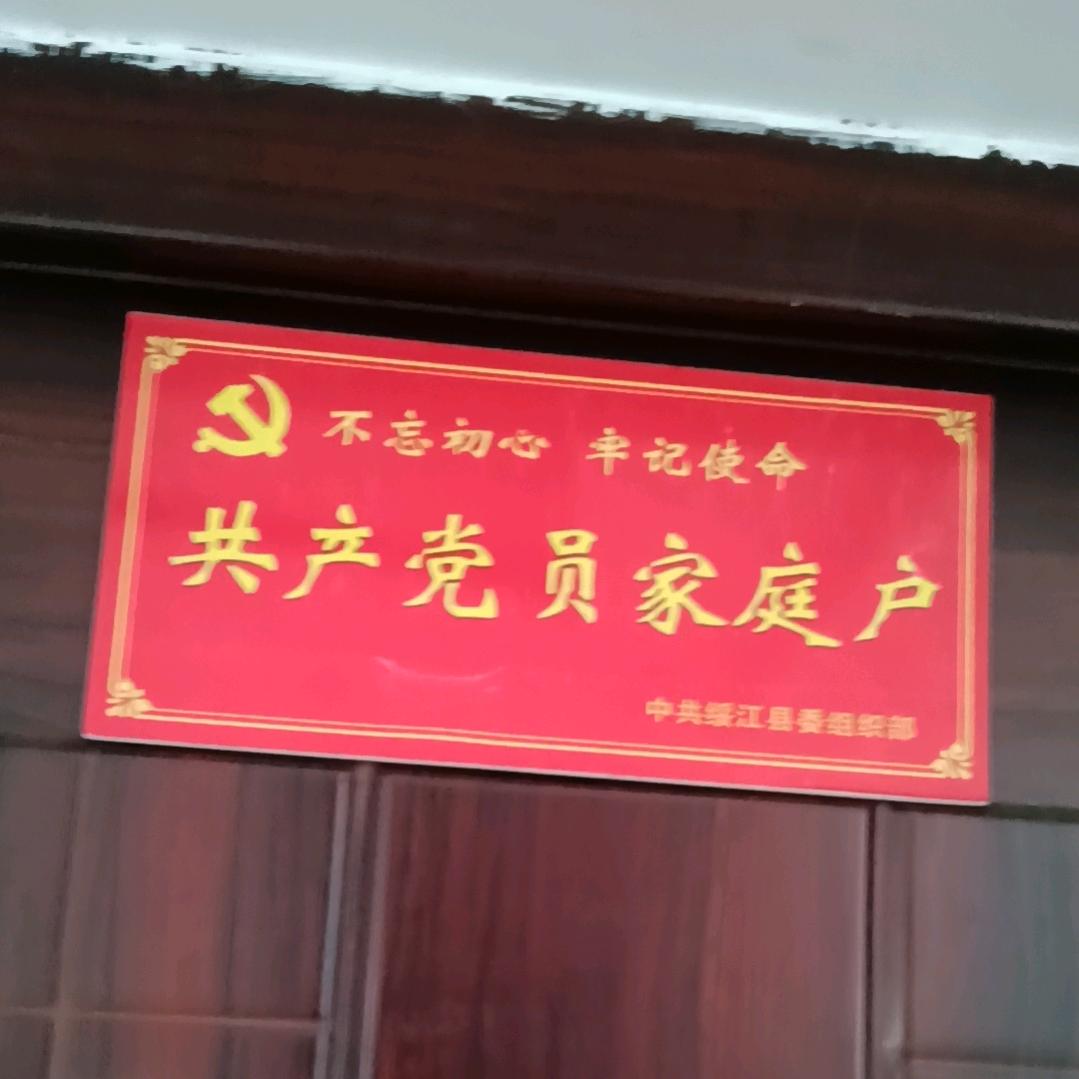 不忘初心 牢记使命
共产党员家庭户
中共绥江县委组织部